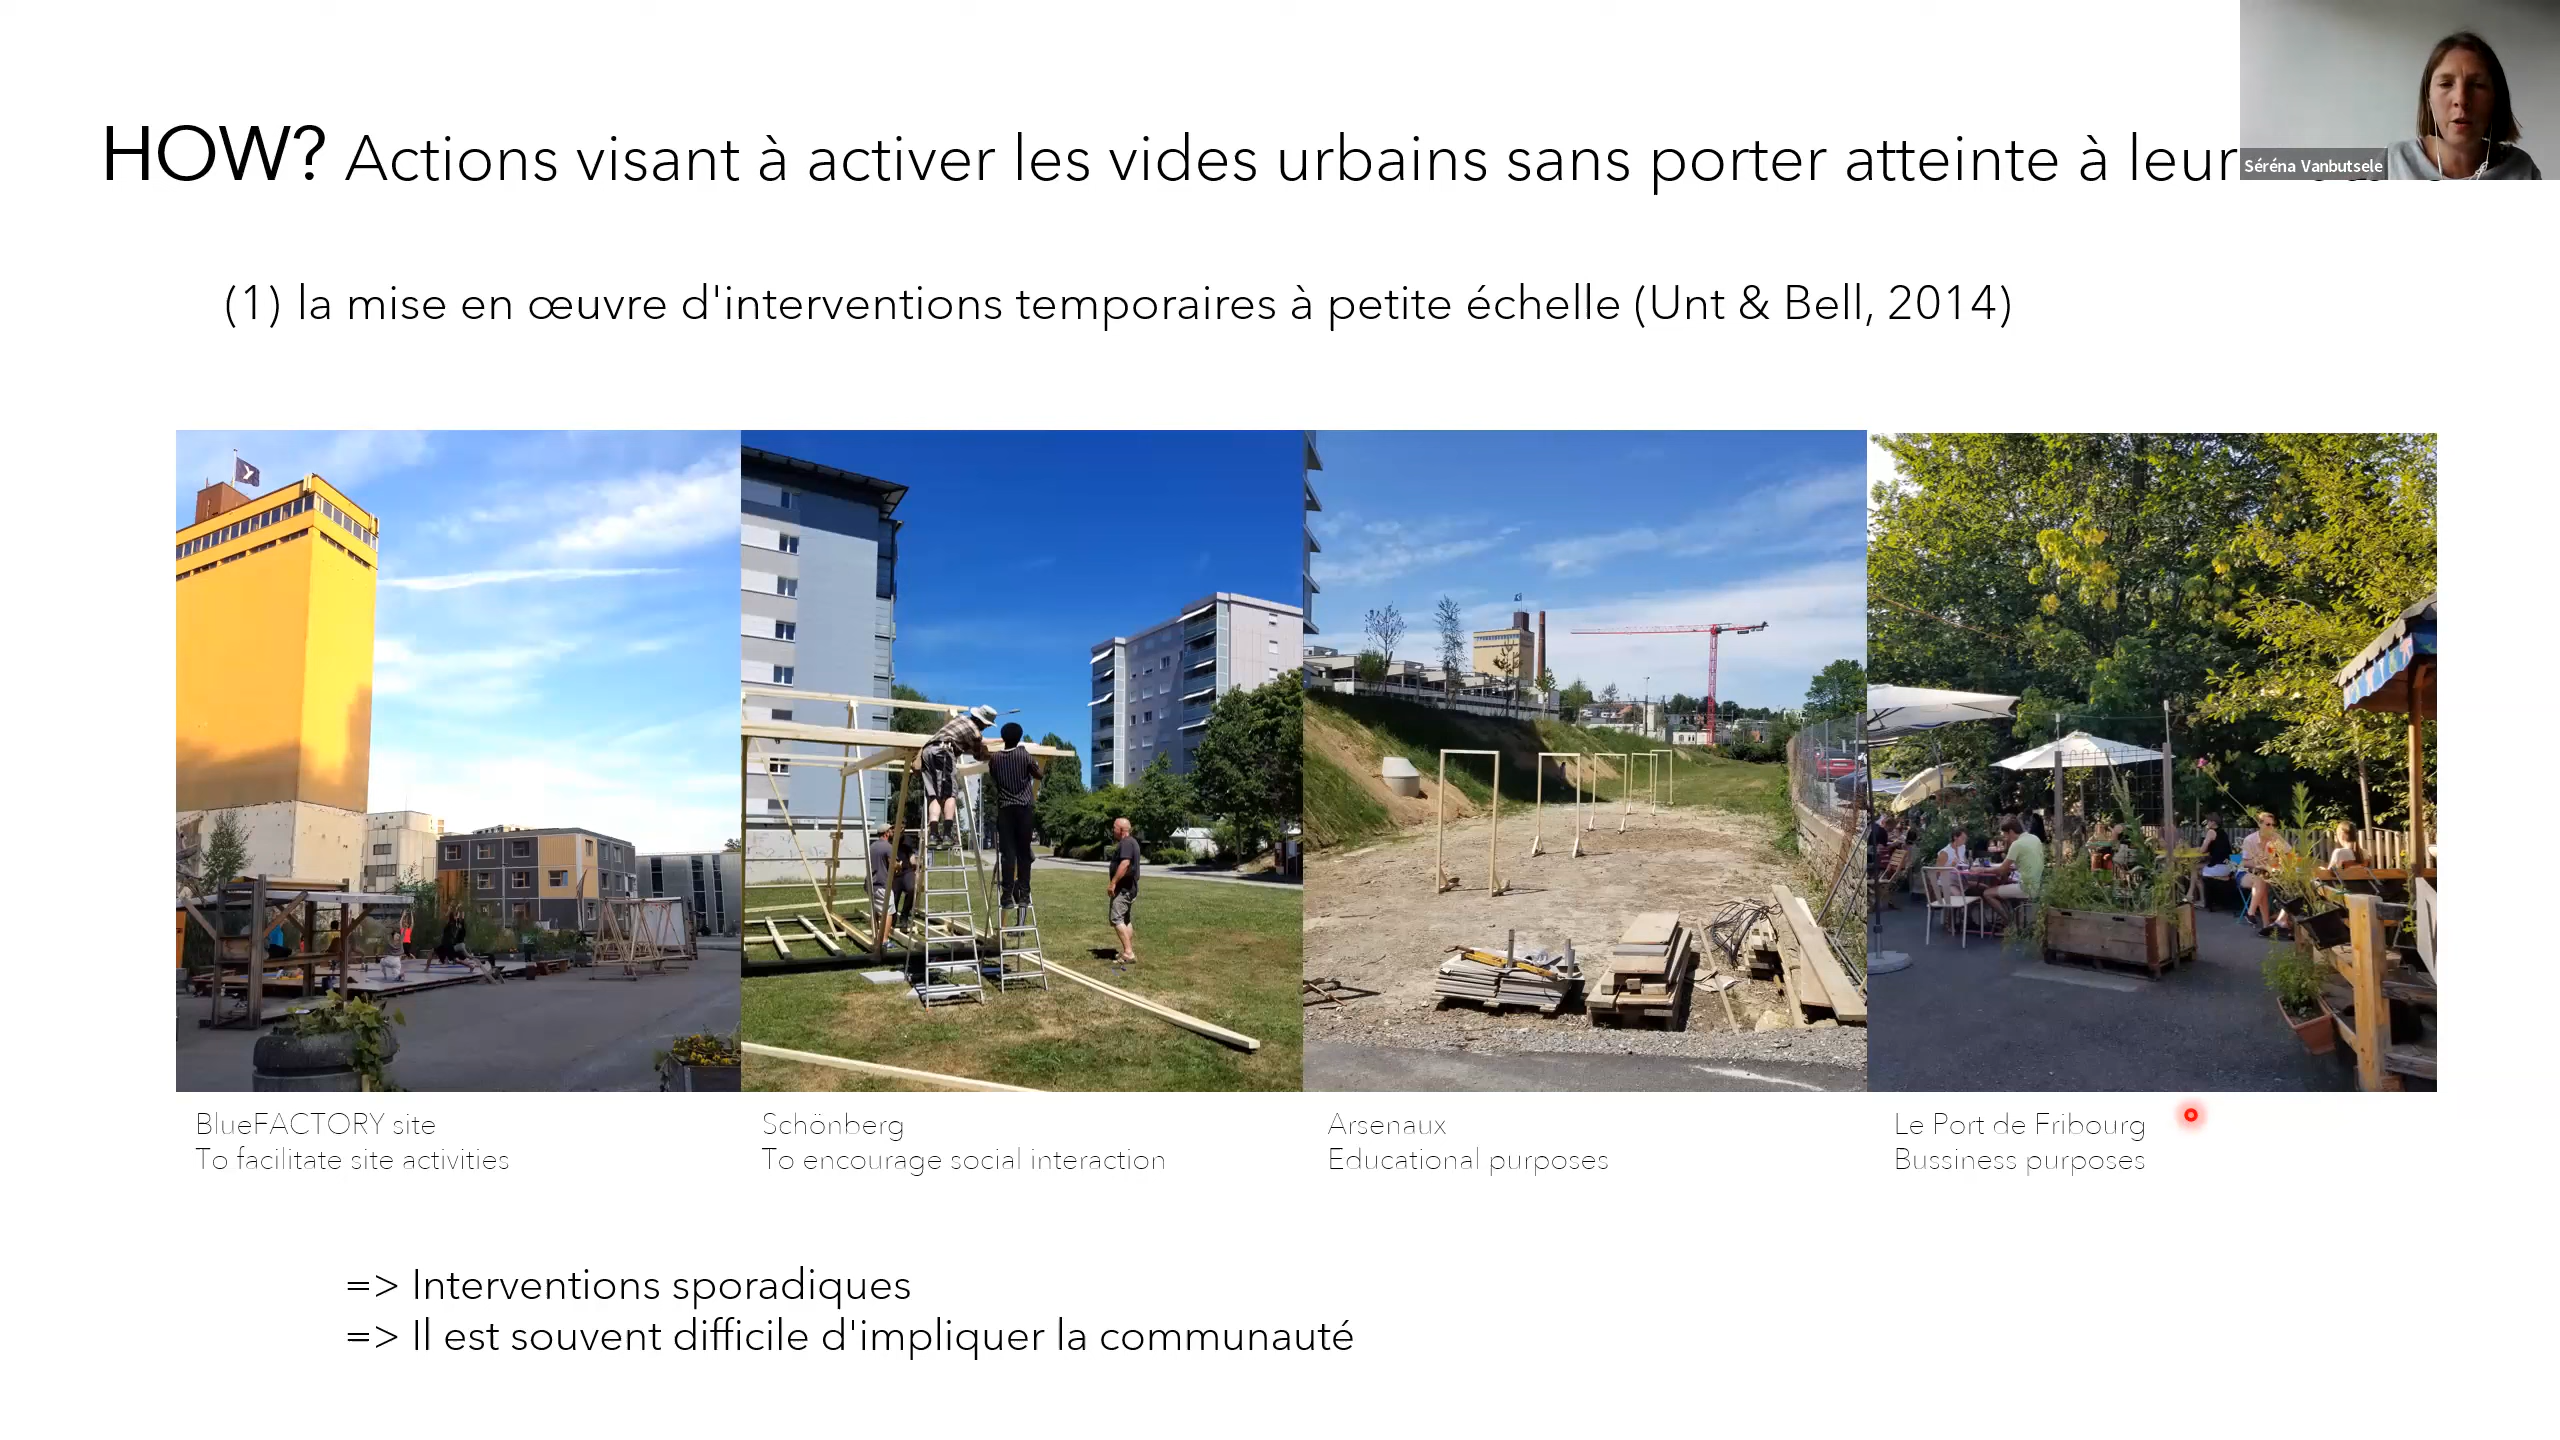 HOW? Actions visant à activer les vides urbains sans porter atteinte à leur
Séréna Vanbutsele
(1) la mise en œuvre d'interventions temporaires à petite échelle (Unt & Bell, 2014)
BlueFACTORY site
To facilitate site activities
Schönberg
To encourage social interaction
Arsenaux
Educational purposes
Le Port de Fribourg
Bussiness purposes
=> Interventions sporadiques
=> Il est souvent difficile d'impliquer la communauté